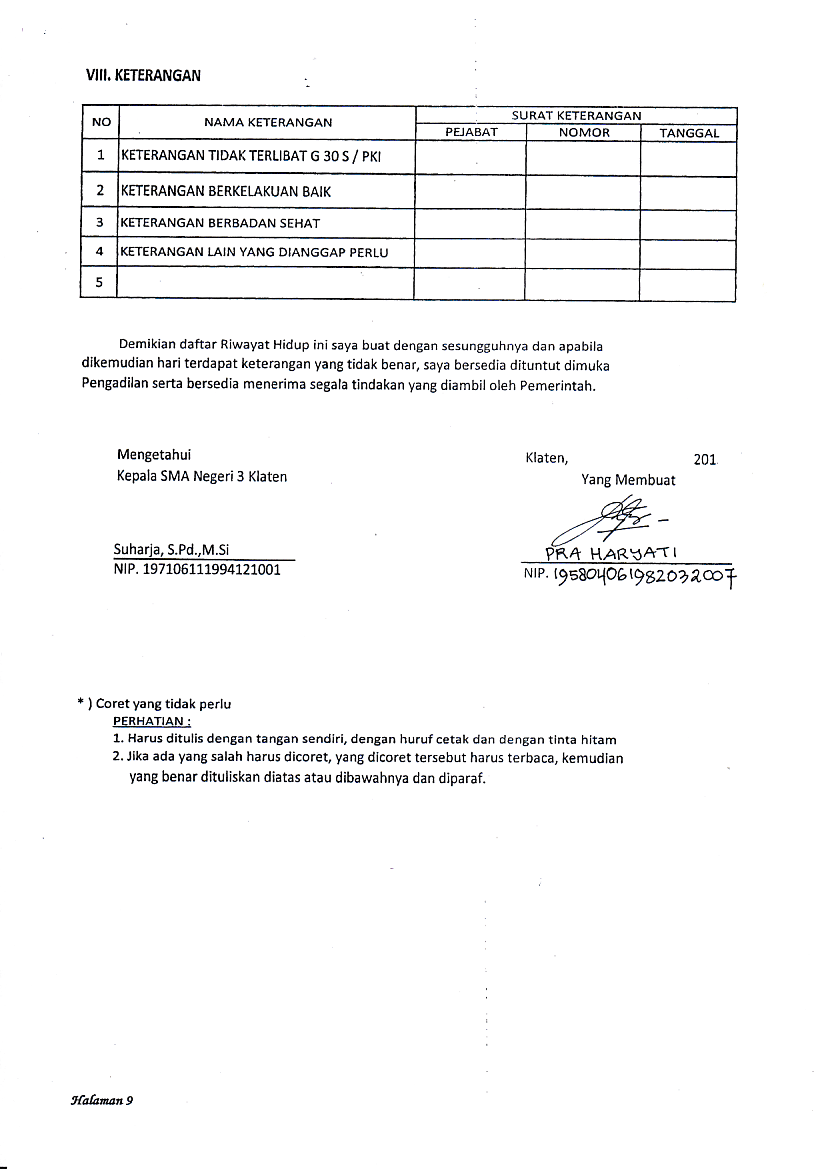 VIII. KETERANGAN
NO NAMA KETERANGAN SURAT KETERANGAN
PEJABAT NOMOR TANGGAL
1 KETERANGAN TIDAK TERLIBAT G 30 S / PKI
2 KETERANGAN BERKELAKUAN BAIK
3 KETERANGAN BERBADAN SEHAT
4 KETERANGAN LAIN YANG DIANGGAP PERLU
5
Demikian daftar Riwayat Hidup ini saya buat dengan sesungguhnya dan apabila
dikemudian hari terdapat keterangan yang tidak benar, saya bersedia dituntut dimuka
Pengadilan serta bersedia menerima segala tindakan yang diambil oleh Pemerintah.
Mengetahui
Kepala SMA Negeri 3 Klaten
Klaten, 201
Yang Membuat
Suharja, S.Pd.,M.Si
NIP. 197106111994121001
PRA HARYATI
NIP. 195804061982032007
* ) Coret yang tidak perlu
PERHATIAN :
1. Harus ditulis dengan tangan sendiri, dengan huruf cetak dan dengan tinta hitam
2. Jika ada yang salah harus dicoret, yang dicoret tersebut harus terbaca, kemudian
yang benar dituliskan diatas atau dibawahnya dan diparaf.
Halaman 9